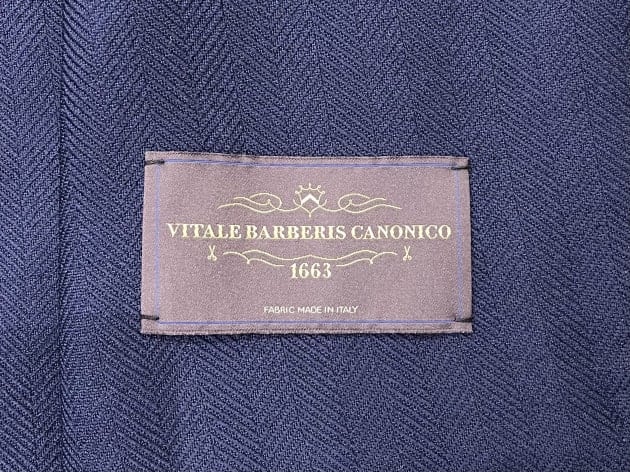 VITALE BARBERIS CANONICO
1663
FABRIC MADE IN ITALY